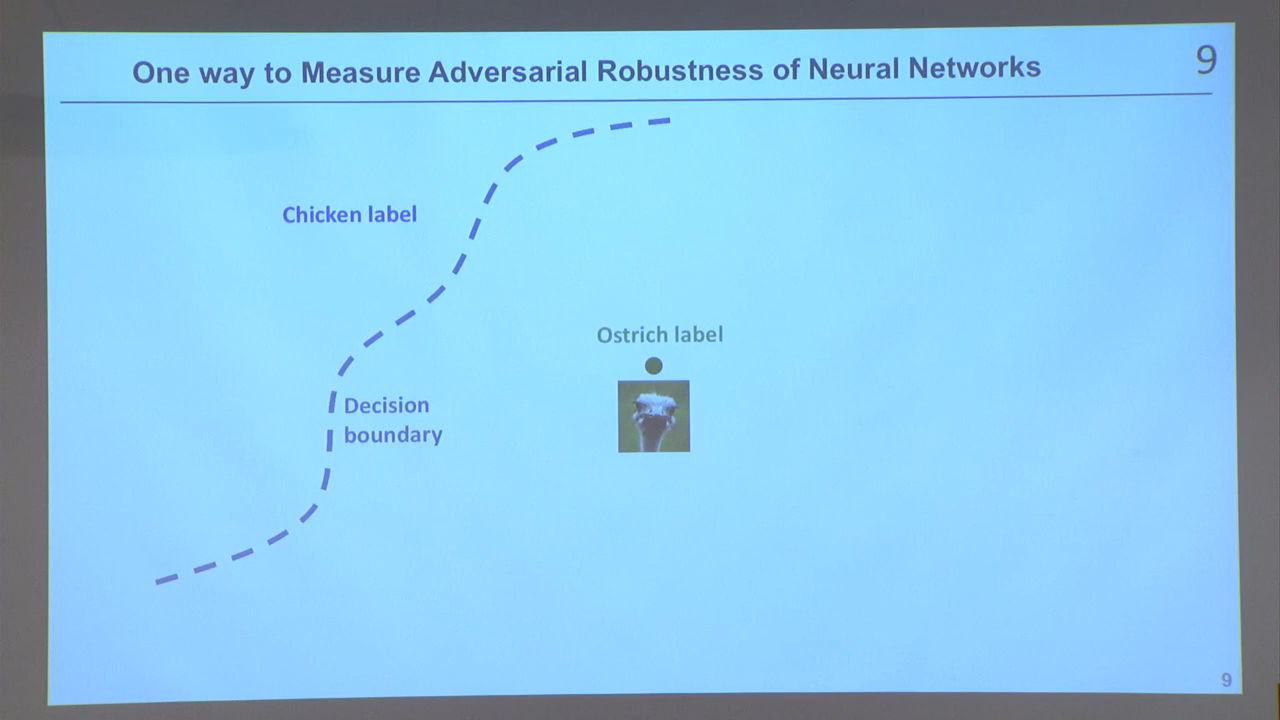 One way to Measure Adversarial Robustness of Neural Networks
9
Chicken label
Ostrich label
Decision
boundary
9